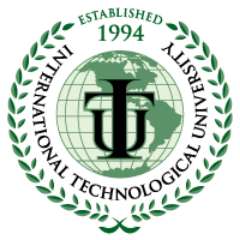 ESTABLISHED
1994
INTERNATIONAL TECHNOLOGICAL UNIVERSITY
ITU